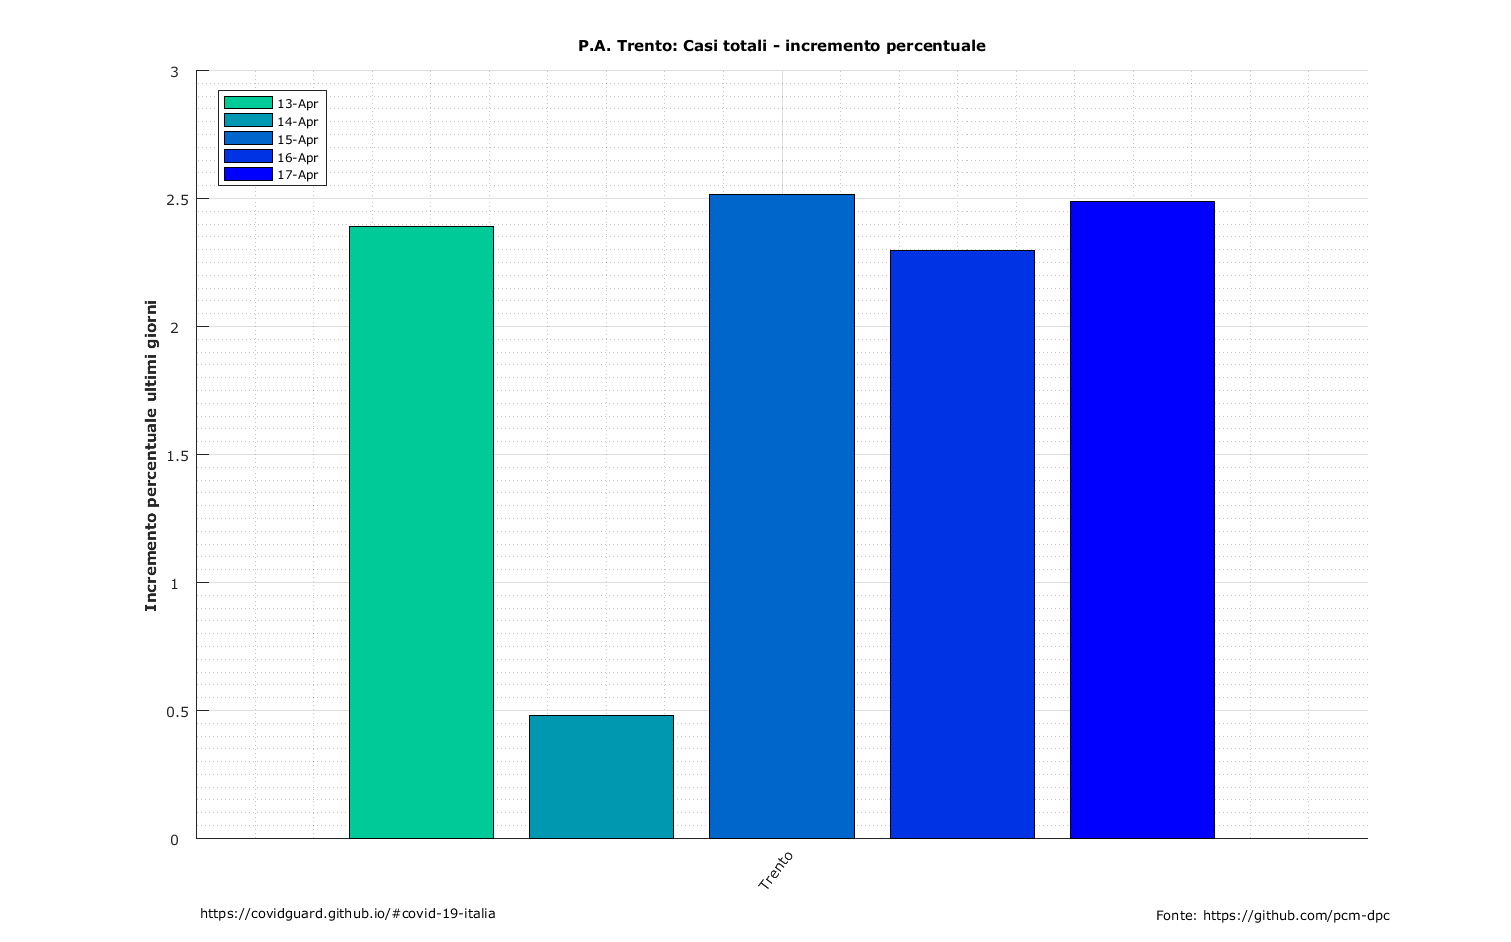 P.A. Trento: Casi totali - incremento percentuale
3
13-Apr
14-Apr
15-Apr
16-Apr
17-Apr
2.5
2
1.5
1
0.5
0
Incremento percentuale ultimi giorni
Trento
https://covidguard.github.io/#covid-19-italia
Fonte: https://github.com/pcm-dpc